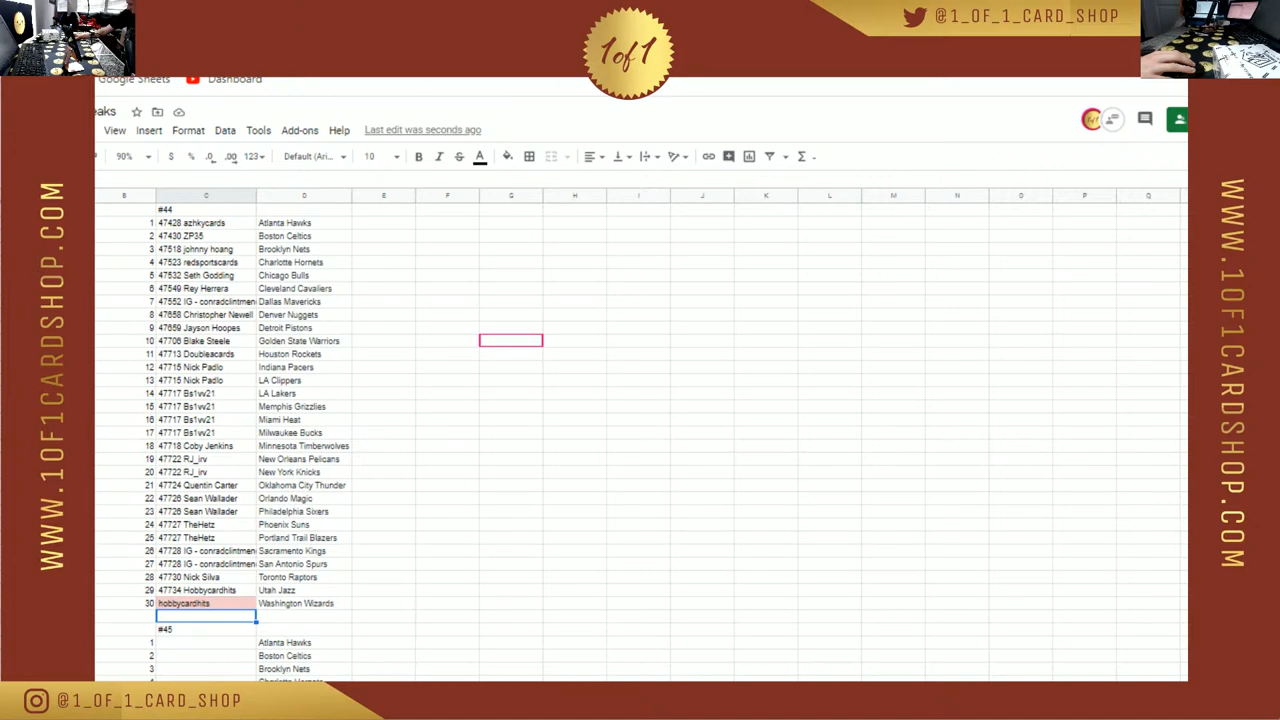 @1_OF_1_CARD_SHOP
1of1
Google Sheets Dashboard
eaks
View Insert Format Data Tools Add-ons Help Last edit was seconds ago
90% $ % .0 .00 123 Default (Ari... 10 B I S A
B C D E F G H I J K L M N O P Q
#44
1 47428 azhkycards Atlanta Hawks
2 47430 ZP35 Boston Celtics
3 47518 johnny hoang Brooklyn Nets
4 47523 redsportscards Charlotte Hornets
5 47532 Seth Godding Chicago Bulls
6 47549 Rey Herrera Cleveland Cavaliers
7 47552 IG - conradclintmen Dallas Mavericks
8 47658 Christopher Newell Denver Nuggets
9 47659 Jayson Hoopes Detroit Pistons
10 47706 Blake Steele Golden State Warriors
11 47713 Doubleacards Houston Rockets
12 47715 Nick Padlo Indiana Pacers
13 47715 Nick Padlo LA Clippers
14 47717 Bs1vv21 LA Lakers
15 47717 Bs1vv21 Memphis Grizzlies
16 47717 Bs1vv21 Miami Heat
17 47717 Bs1vv21 Milwaukee Bucks
18 47718 Coby Jenkins Minnesota Timberwolves
19 47722 RJ_irv New Orleans Pelicans
20 47722 RJ_irv New York Knicks
21 47724 Quentin Carter Oklahoma City Thunder
22 47726 Sean Wallader Orlando Magic
23 47726 Sean Wallader Philadelphia Sixers
24 47727 TheHetz Phoenix Suns
25 47727 TheHetz Portland Trail Blazers
26 47728 IG - conradclintmen Sacramento Kings
27 47728 IG - conradclintmen San Antonio Spurs
28 47730 Nick Silva Toronto Raptors
29 47734 Hobbycardhits Utah Jazz
30 hobbycardhits Washington Wizards
#45
1 Atlanta Hawks
2 Boston Celtics
3 Brooklyn Nets
WWW.1OF1CARDSHOP.COM
WWW.1OF1CARDSHOP.COM
@1_OF_1_CARD_SHOP